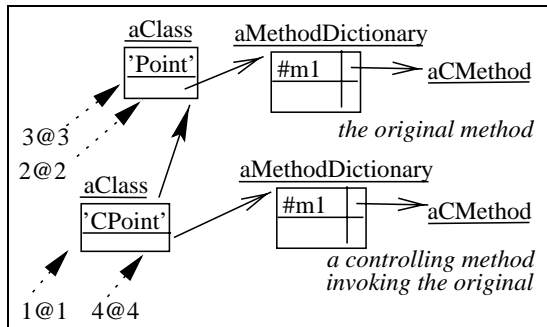 aClass
aMethodDictionary
’Point’
#m1
aCMethod
the original method
3@3
2@2
aClass
aMethodDictionary
’CPoint’
#m1
aCMethod
a controlling method
invoking the original
1@1
4@4